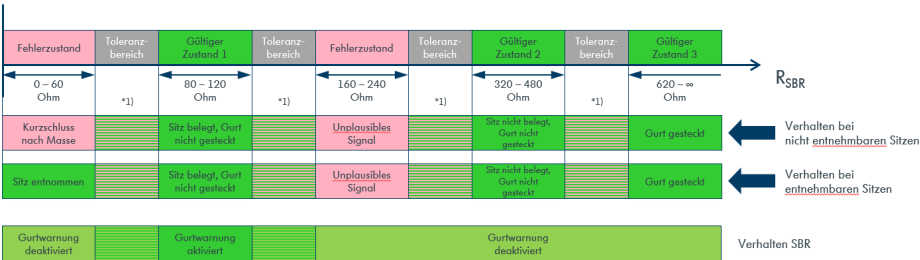 Fehlerzustand
Toleranz-
bereich
Gültiger
Zustand 1
Toleranz-
bereich
Fehlerzustand
Toleranz-
bereich
Gültiger
Zustand 2
Toleranz-
bereich
Gültiger
Zustand 3
R_SBR
0 – 60
Ohm
*1)
80 – 120
Ohm
*1)
160 – 240
Ohm
*1)
320 – 480
Ohm
*1)
620 – ∞
Ohm
Kurzschluss
nach Masse
Sitz belegt, Gurt
nicht gesteckt
Unplausibles
Signal
Sitz nicht belegt,
Gurt nicht
gesteckt
Gurt gesteckt
Verhalten bei
nicht entnehmbaren Sitzen
Sitz entnommen
Sitz belegt, Gurt
nicht gesteckt
Unplausibles
Signal
Sitz nicht belegt,
Gurt nicht
gesteckt
Gurt gesteckt
Verhalten bei
entnehmbaren Sitzen
Gurtwarnung
deaktiviert
Gurtwarnung
aktiviert
Gurtwarnung
deaktiviert
Verhalten SBR